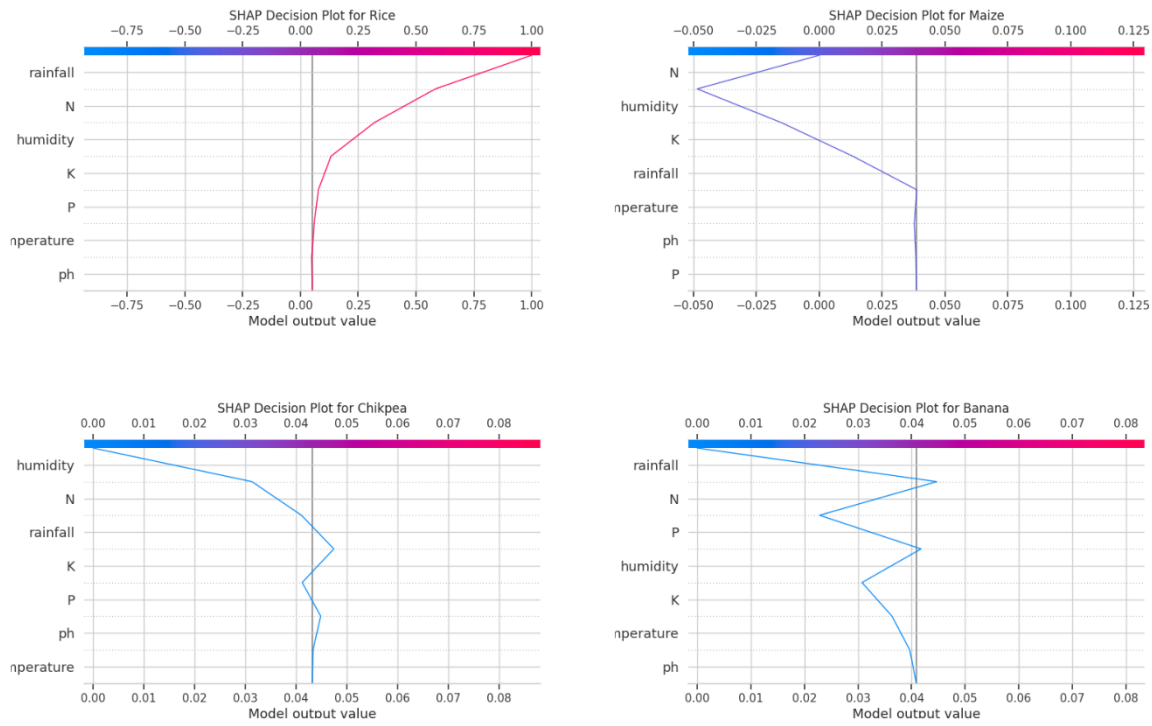 SHAP Decision Plot for Rice
−0.75 −0.50 −0.25 0.00 0.25 0.50 0.75 1.00
rainfall
N
humidity
K
P
mperature
ph
−0.75 −0.50 −0.25 0.00 0.25 0.50 0.75 1.00
Model output value
SHAP Decision Plot for Maize
−0.050 −0.025 0.000 0.025 0.050 0.075 0.100 0.125
N
humidity
K
rainfall
mperature
ph
P
−0.050 −0.025 0.000 0.025 0.050 0.075 0.100 0.125
Model output value
SHAP Decision Plot for Chikpea
0.00 0.01 0.02 0.03 0.04 0.05 0.06 0.07 0.08
humidity
N
rainfall
K
P
ph
mperature
0.00 0.01 0.02 0.03 0.04 0.05 0.06 0.07 0.08
Model output value
SHAP Decision Plot for Banana
0.00 0.01 0.02 0.03 0.04 0.05 0.06 0.07 0.08
rainfall
N
P
humidity
K
mperature
ph
0.00 0.01 0.02 0.03 0.04 0.05 0.06 0.07 0.08
Model output value